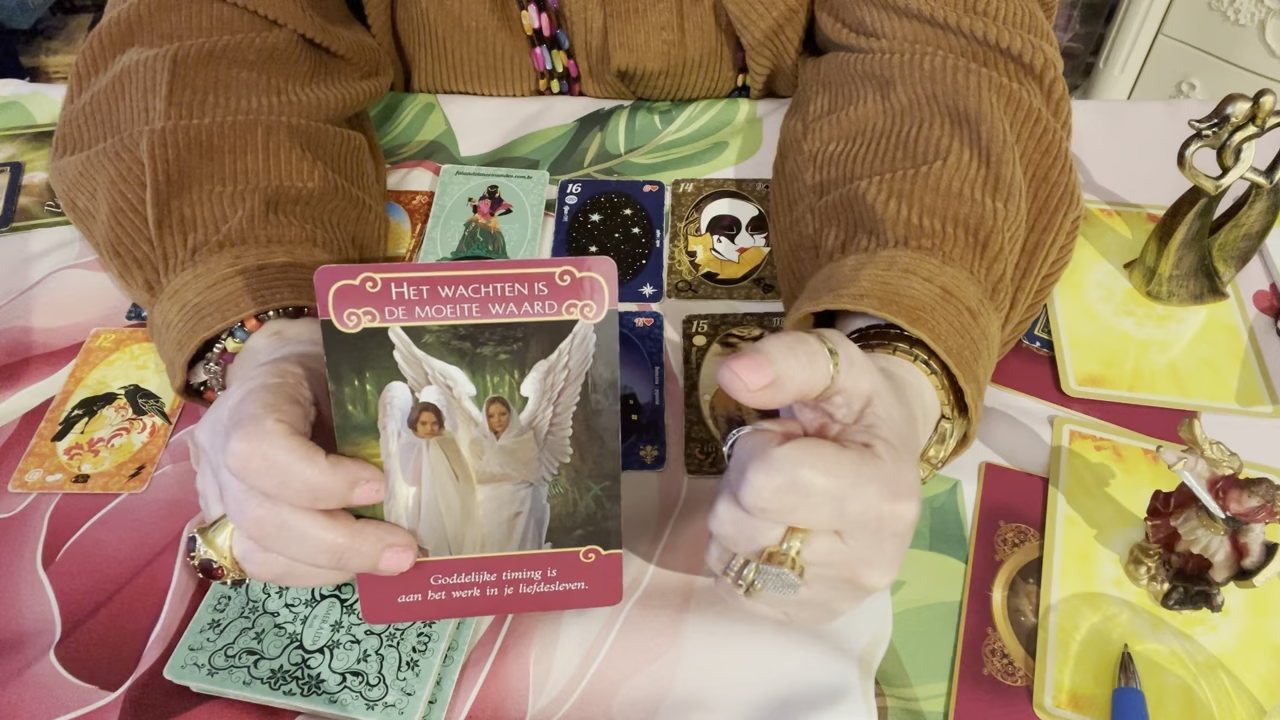 16
14
HET WACHTEN IS
DE MOEITE WAARD
12
15
Goddelijke timing is
aan het werk in je liefdesleven.